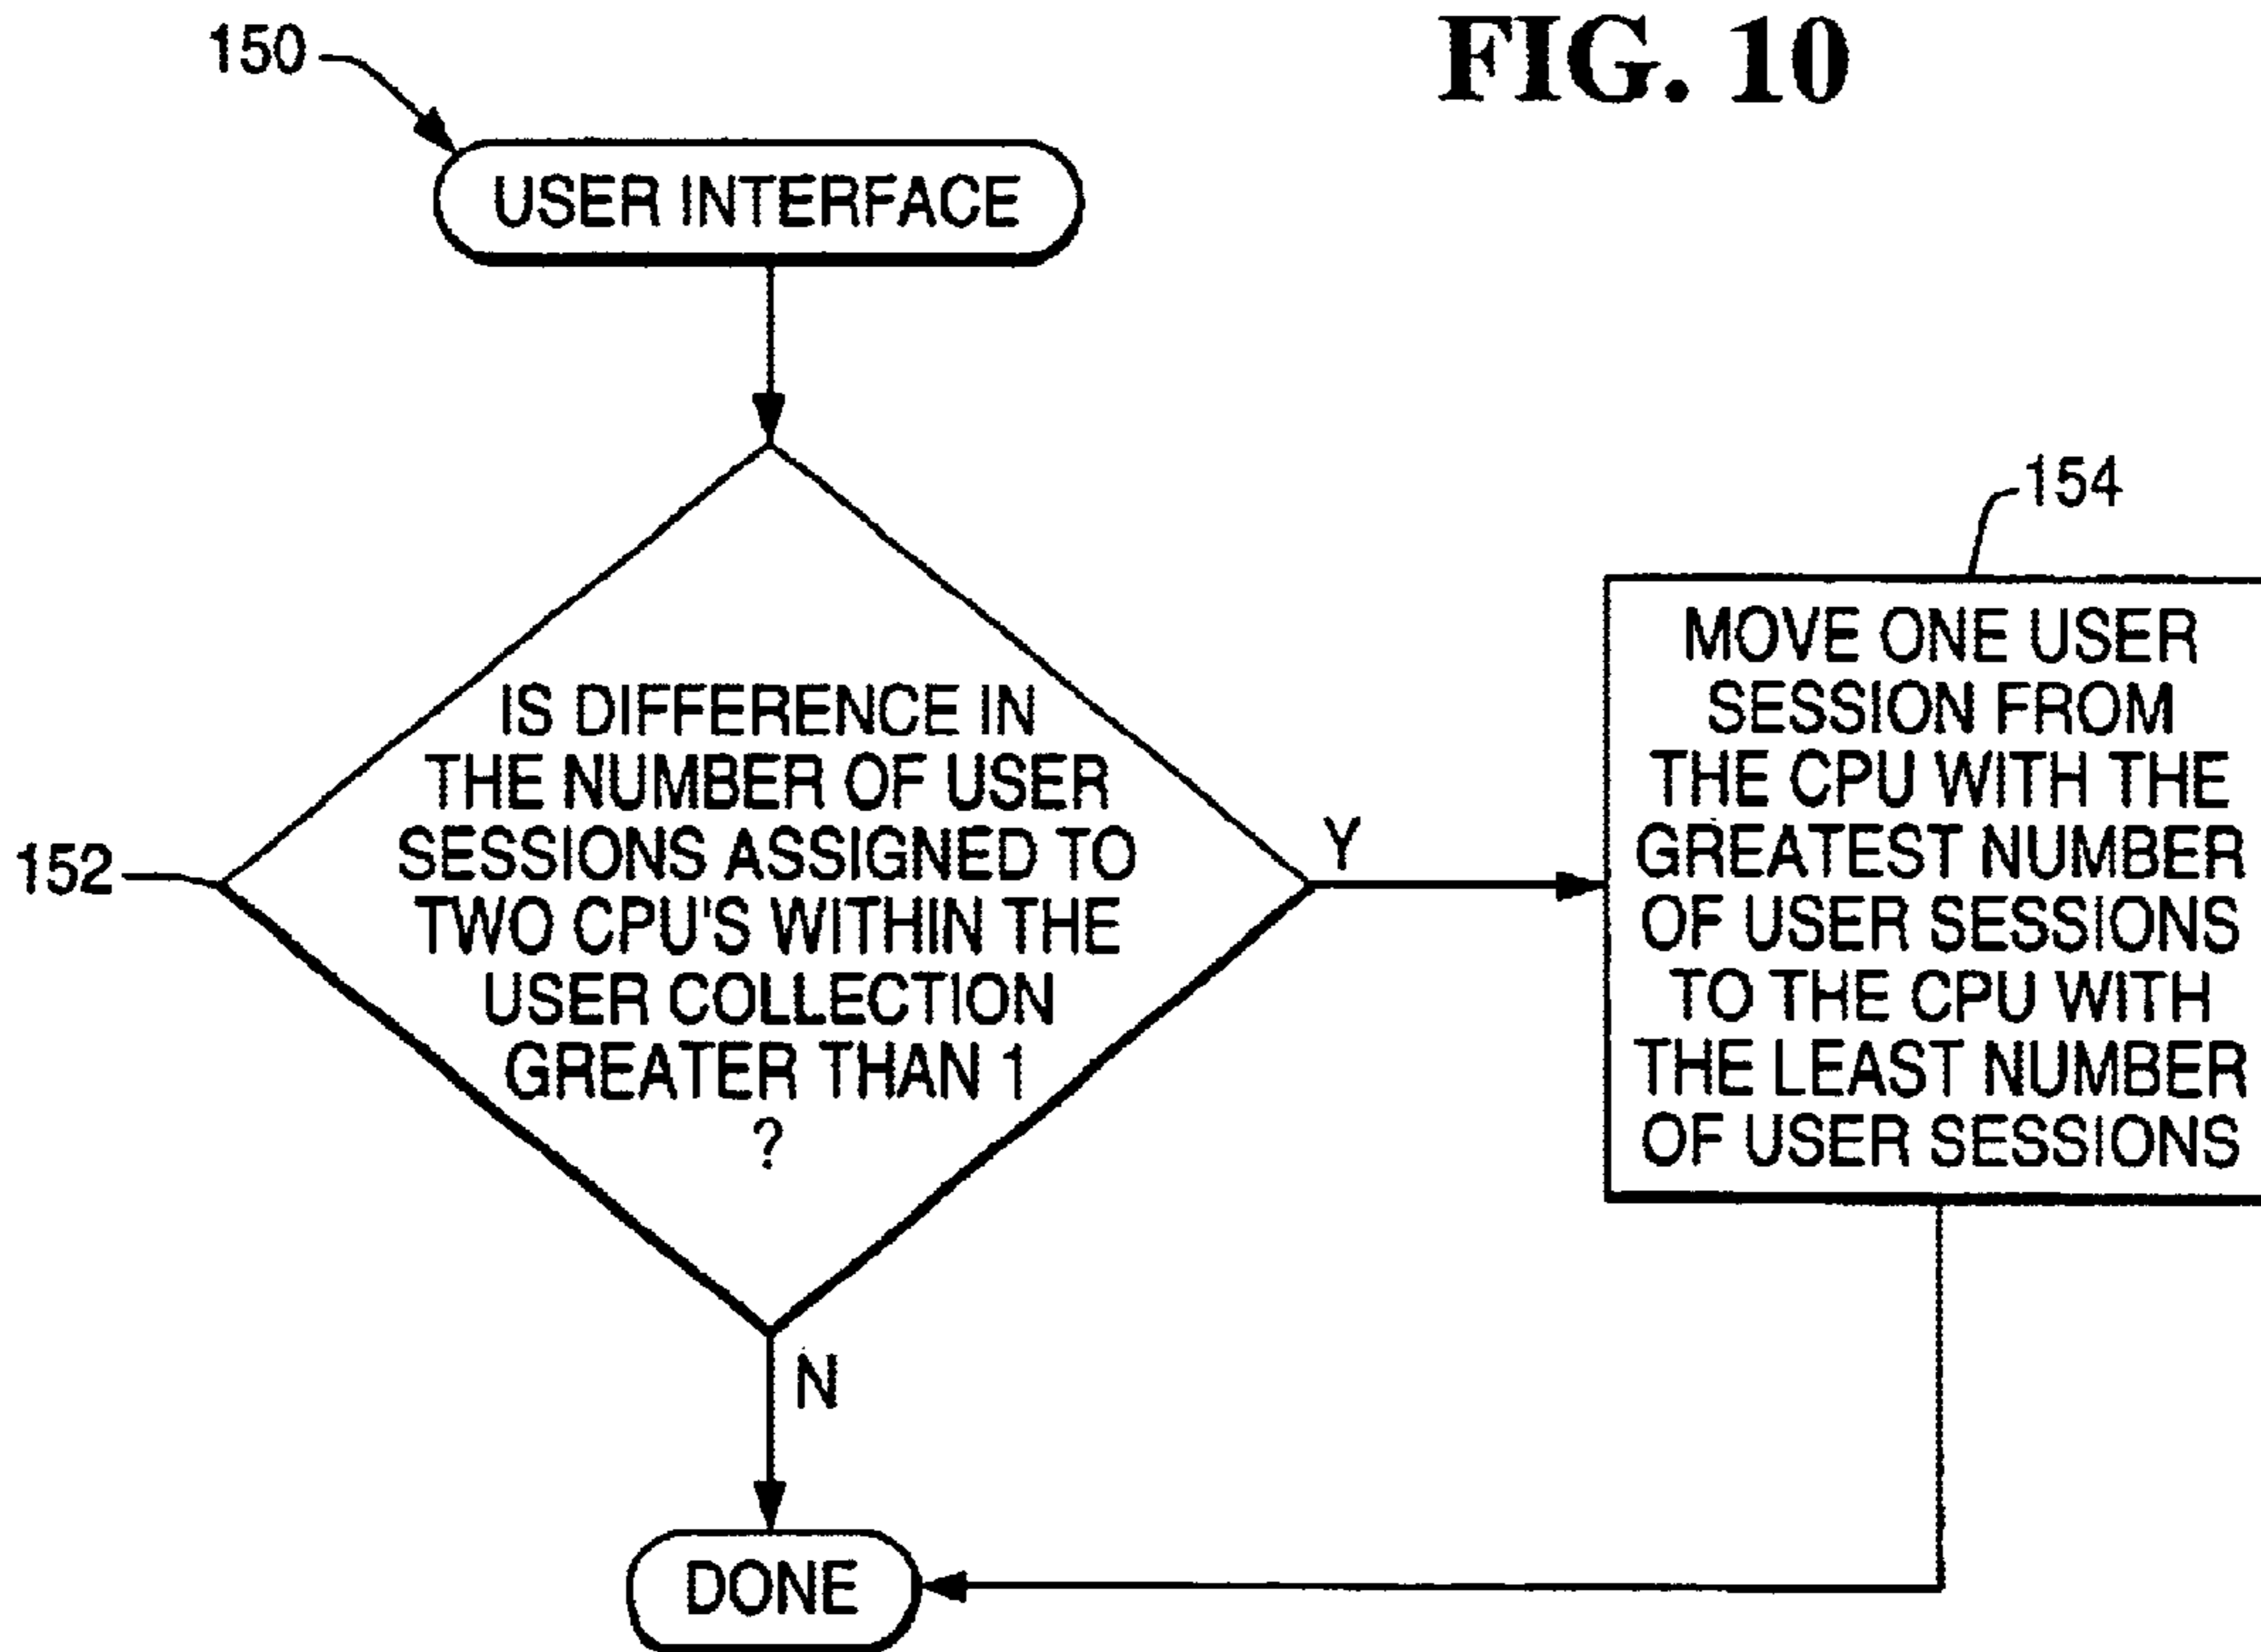 FIG. 10
150
USER INTERFACE
152
IS DIFFERENCE IN
THE NUMBER OF USER
SESSIONS ASSIGNED TO
TWO CPU'S WITHIN THE
USER COLLECTION
GREATER THAN 1
?
Y
N
154
MOVE ONE USER
SESSION FROM
THE CPU WITH THE
GREATEST NUMBER
OF USER SESSIONS
TO THE CPU WITH
THE LEAST NUMBER
OF USER SESSIONS
DONE